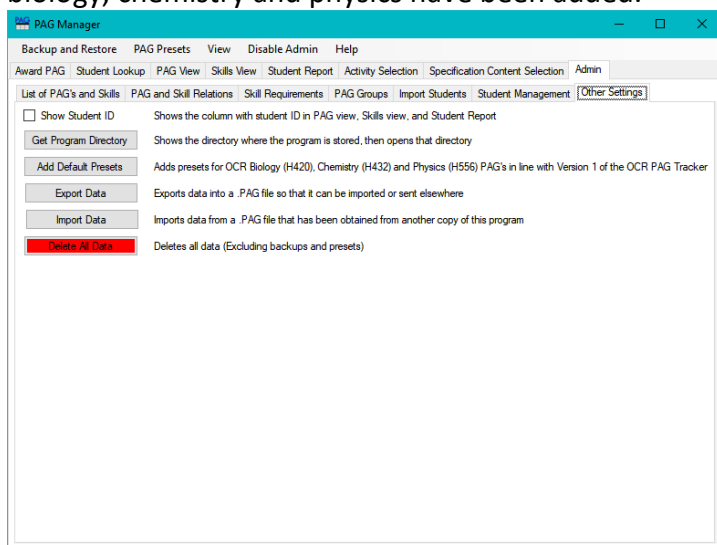 biology, chemistry and physics have been added.
PAG Manager
Backup and Restore PAG Presets View Disable Admin Help
Award PAG Student Lookup PAG View Skills View Student Report Activity Selection Specification Content Selection Admin
List of PAG's and Skills PAG and Skill Relations Skill Requirements PAG Groups Import Students Student Management Other Settings
Show Student ID Shows the column with student ID in PAG view, Skills view, and Student Report
Get Program Directory Shows the directory where the program is stored, then opens that directory
Add Default Presets Adds presets for OCR Biology (H420), Chemistry (H432) and Physics (H556) PAG's in line with Version 1 of the OCR PAG Tracker
Export Data Exports data into a .PAG file so that it can be imported or sent elsewhere
Import Data Imports data from a .PAG file that has been obtained from another copy of this program
Delete All Data Deletes all data (Excluding backups and presets)